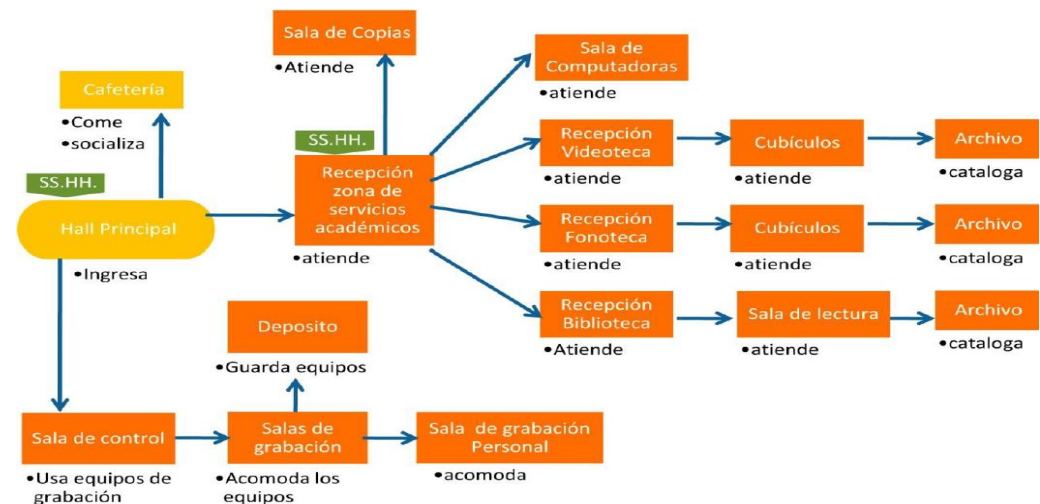 Sala de Copias
•Atiende
Sala de
Computadoras
•atiende
Cafetería
•Come
•socializa
SS.HH.
Recepción
zona de
servicios
académicos
•atiende
Recepción
Videoteca
•atiende
Cubículos
•atiende
Archivo
•cataloga
SS.HH.
Hall Principal
•Ingresa
Recepción
Fonoteca
•atiende
Cubículos
•atiende
Archivo
•cataloga
Recepción
Biblioteca
•Atiende
Sala de lectura
•atiende
Archivo
•cataloga
Deposito
•Guarda equipos
Sala de control
•Usa equipos de
grabación
Salas de
grabación
•Acomoda los
equipos
Sala de grabación
Personal
•acomoda